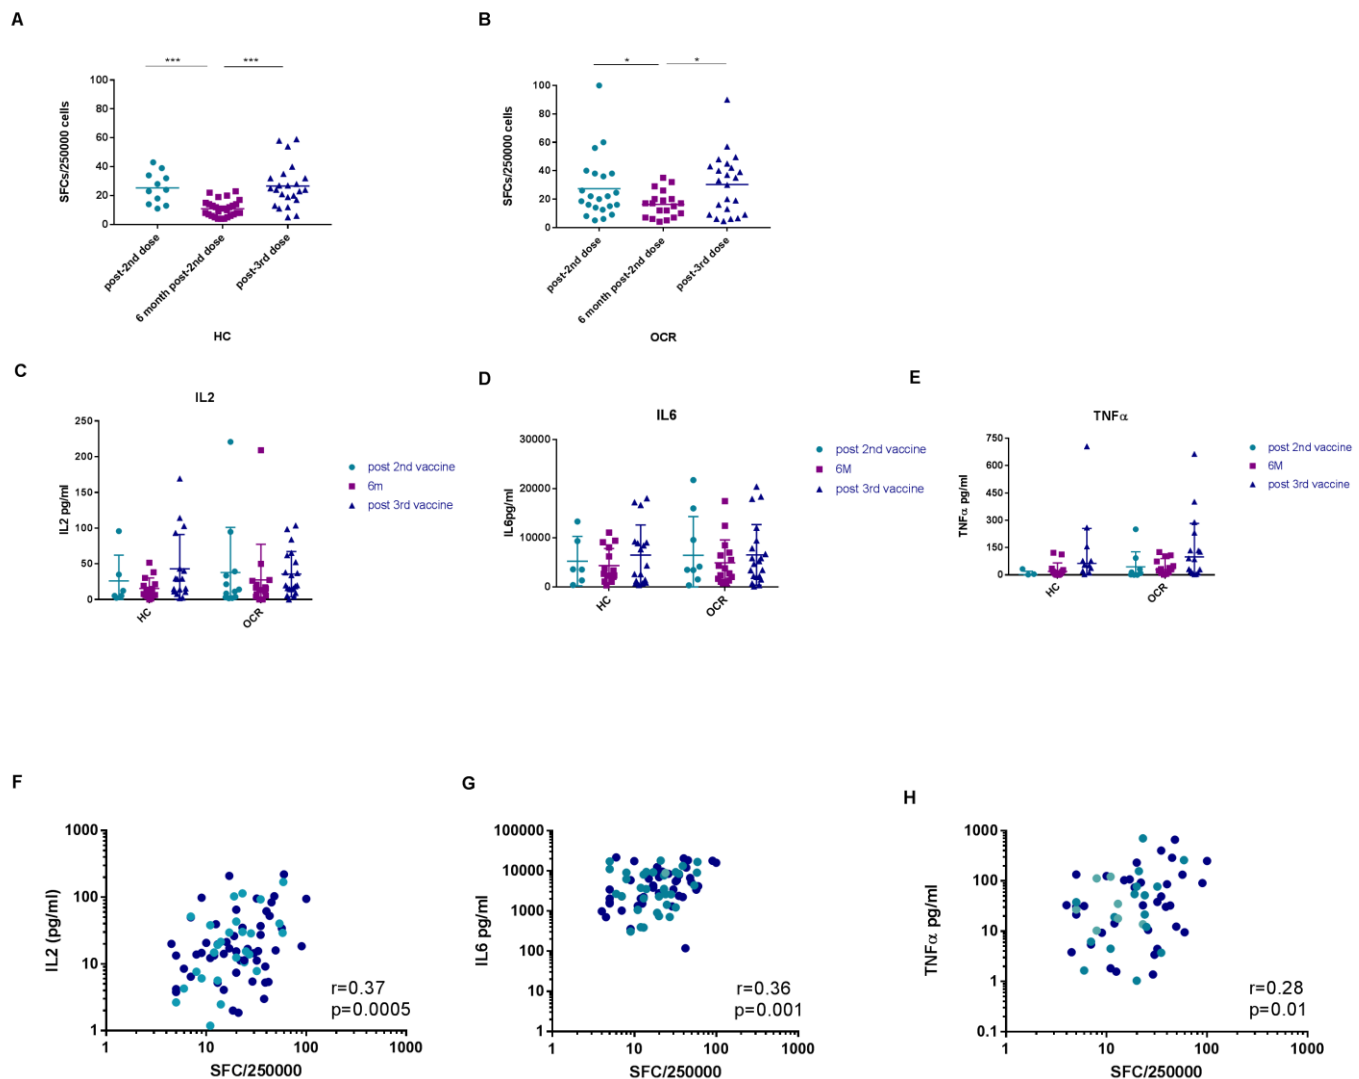 A
B
***
***
SFCs/250000 cells
100
80
60
40
20
0
post-2nd dose
6 month post-2nd dose
post-3rd dose
HC
*
*
SFCs/250000 cells
100
80
60
40
20
0
post-2nd dose
6 month post-2nd dose
post-3rd dose
OCR
C
IL2
IL2 pg/ml
250
200
150
100
50
0
HC
OCR
post 2nd vaccine
6m
post 3rd vaccine
D
IL6
IL6pg/ml
30000
20000
10000
0
HC
OCR
post 2nd vaccine
6M
post 3rd vaccine
E
TNFα
TNFα pg/ml
750
600
450
300
150
0
HC
OCR
post 2nd vaccine
6M
post 3rd vaccine
F
IL2 (pg/ml)
1000
100
10
1
1
10
100
1000
r=0.37
p=0.0005
SFC/250000
G
IL6 pg/ml
100000
10000
1000
100
10
1
1
10
100
1000
r=0.36
p=0.001
SFC/250000
H
TNFα pg/ml
1000
100
10
1
0.1
1
10
100
1000
r=0.28
p=0.01
SFC/250000